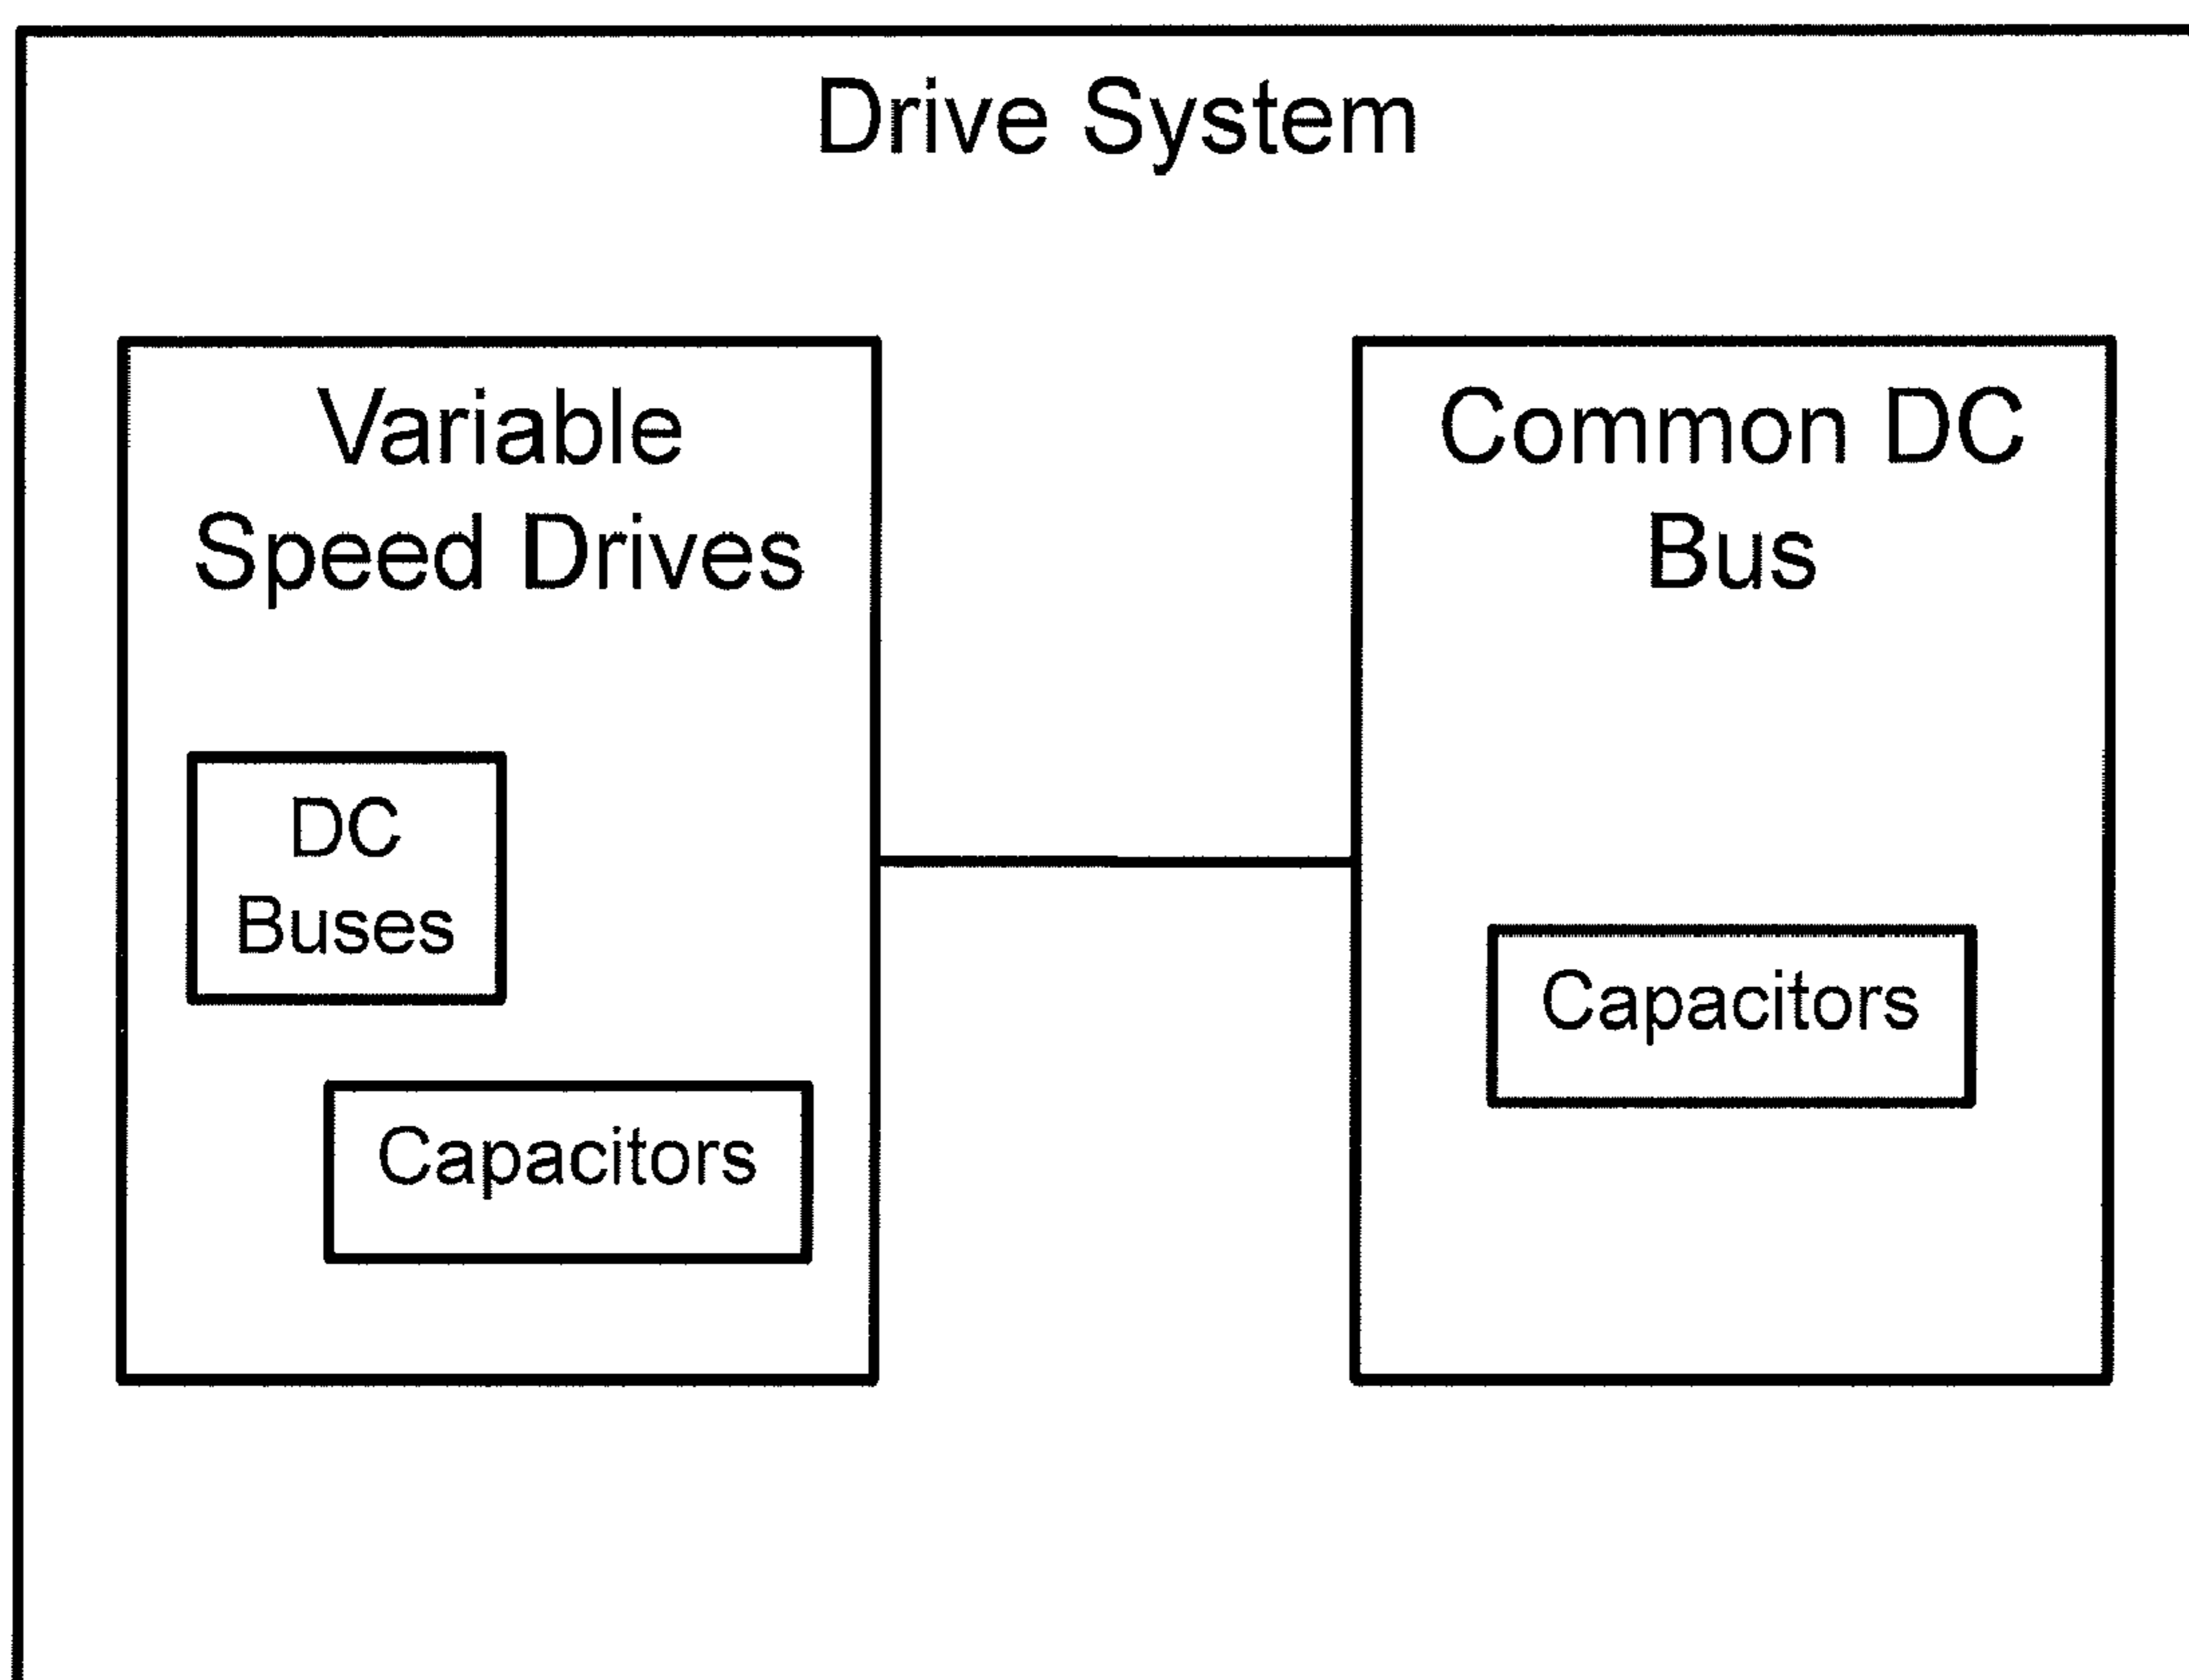 Drive System
Variable
Speed Drives
DC
Buses
Capacitors
Common DC
Bus
Capacitors